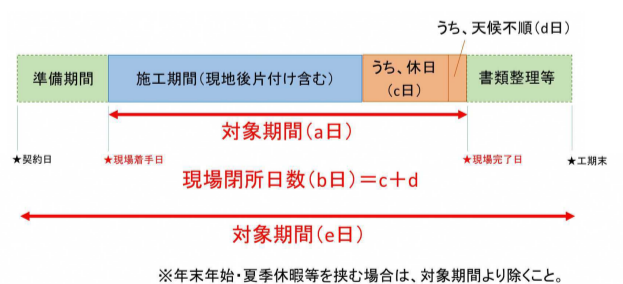 うち、天候不順(d日)
準備期間
施工期間(現地後片付け含む)
うち、休日
(c日)
書類整理等
対象期間(a日)
★契約日
★現場着手日
★現場完了日
★工期末
現場閉所日数(b日)＝c＋d
対象期間(e日)
※年末年始・夏季休暇等を挟む場合は、対象期間より除くこと。